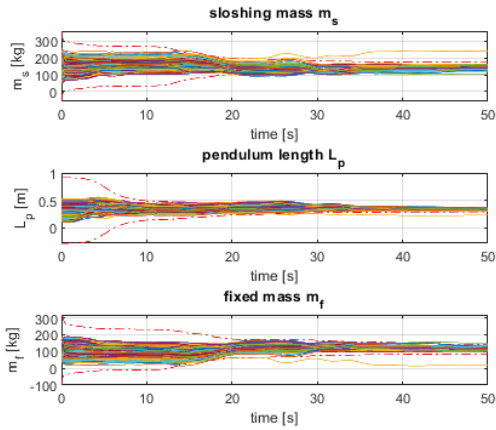 sloshing mass m_s
m_s [kg]
300
200
100
0
0 10 20 30 40 50
time [s]
pendulum length L_p
L_p [m]
1
0.5
0
0 10 20 30 40 50
time [s]
fixed mass m_f
m_f [kg]
300
200
100
0
-100
0 10 20 30 40 50
time [s]